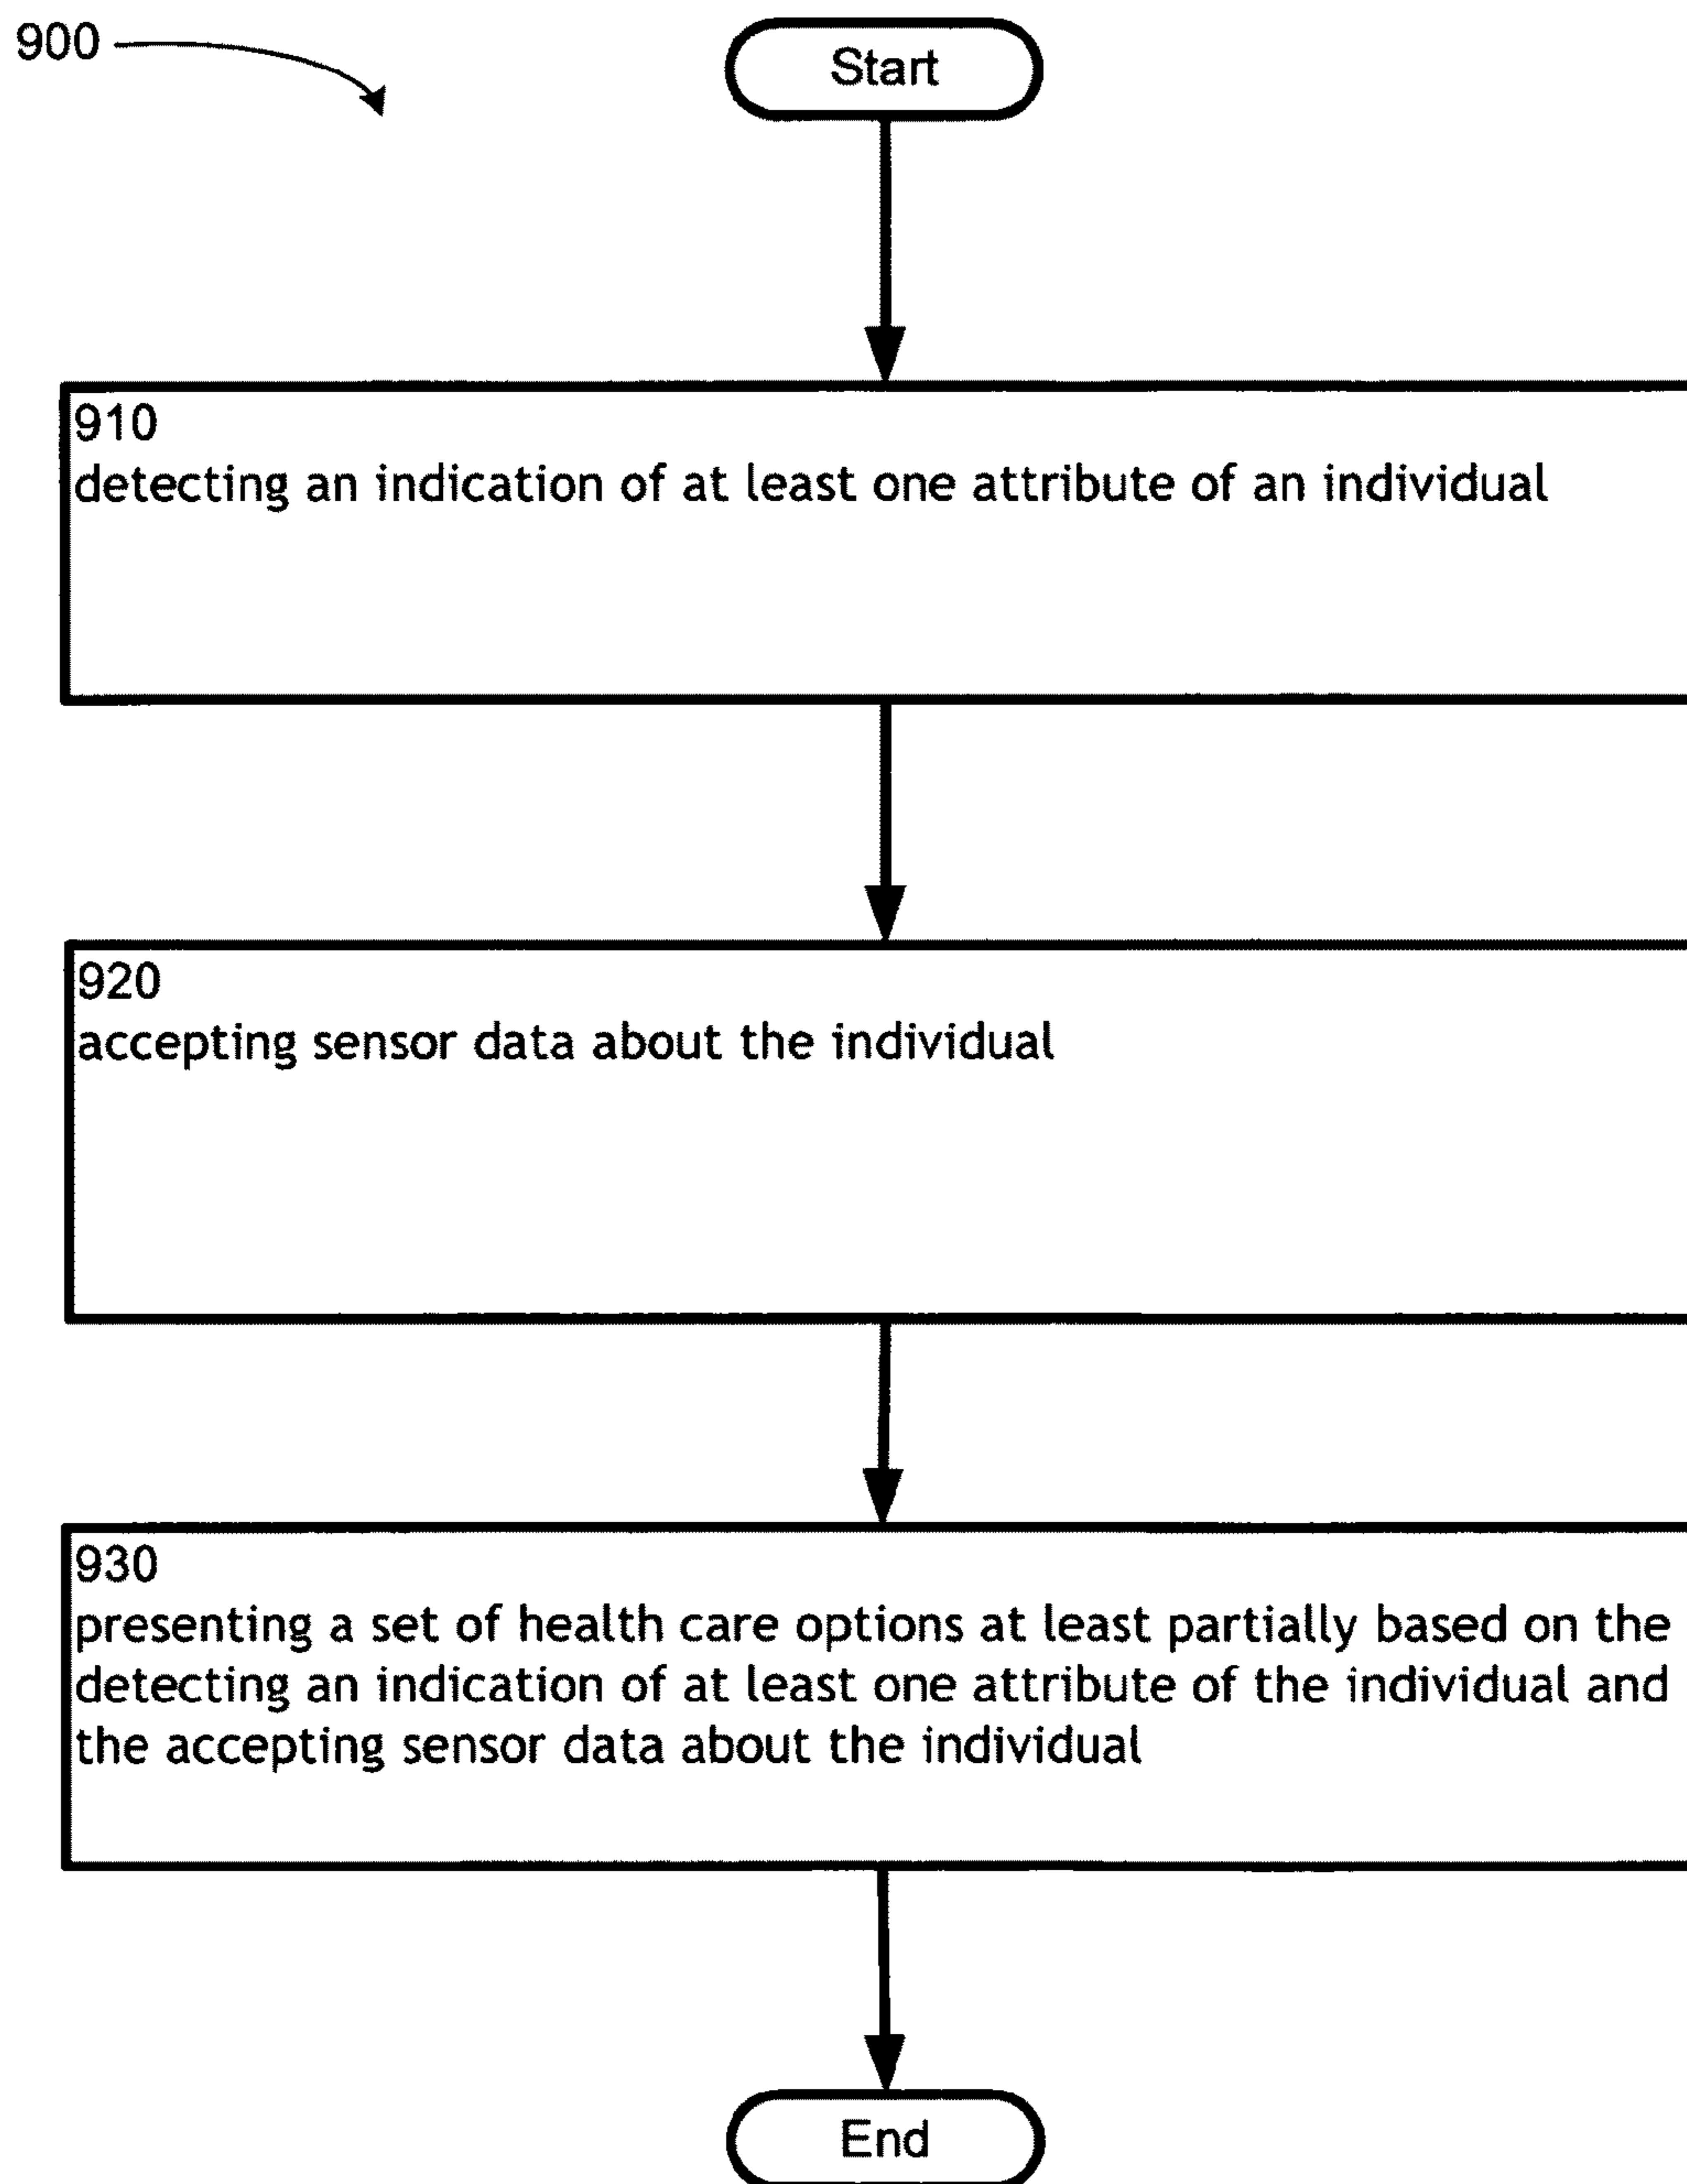 900
Start
910
detecting an indication of at least one attribute of an individual
920
accepting sensor data about the individual
930
presenting a set of health care options at least partially based on the
detecting an indication of at least one attribute of the individual and
the accepting sensor data about the individual
End